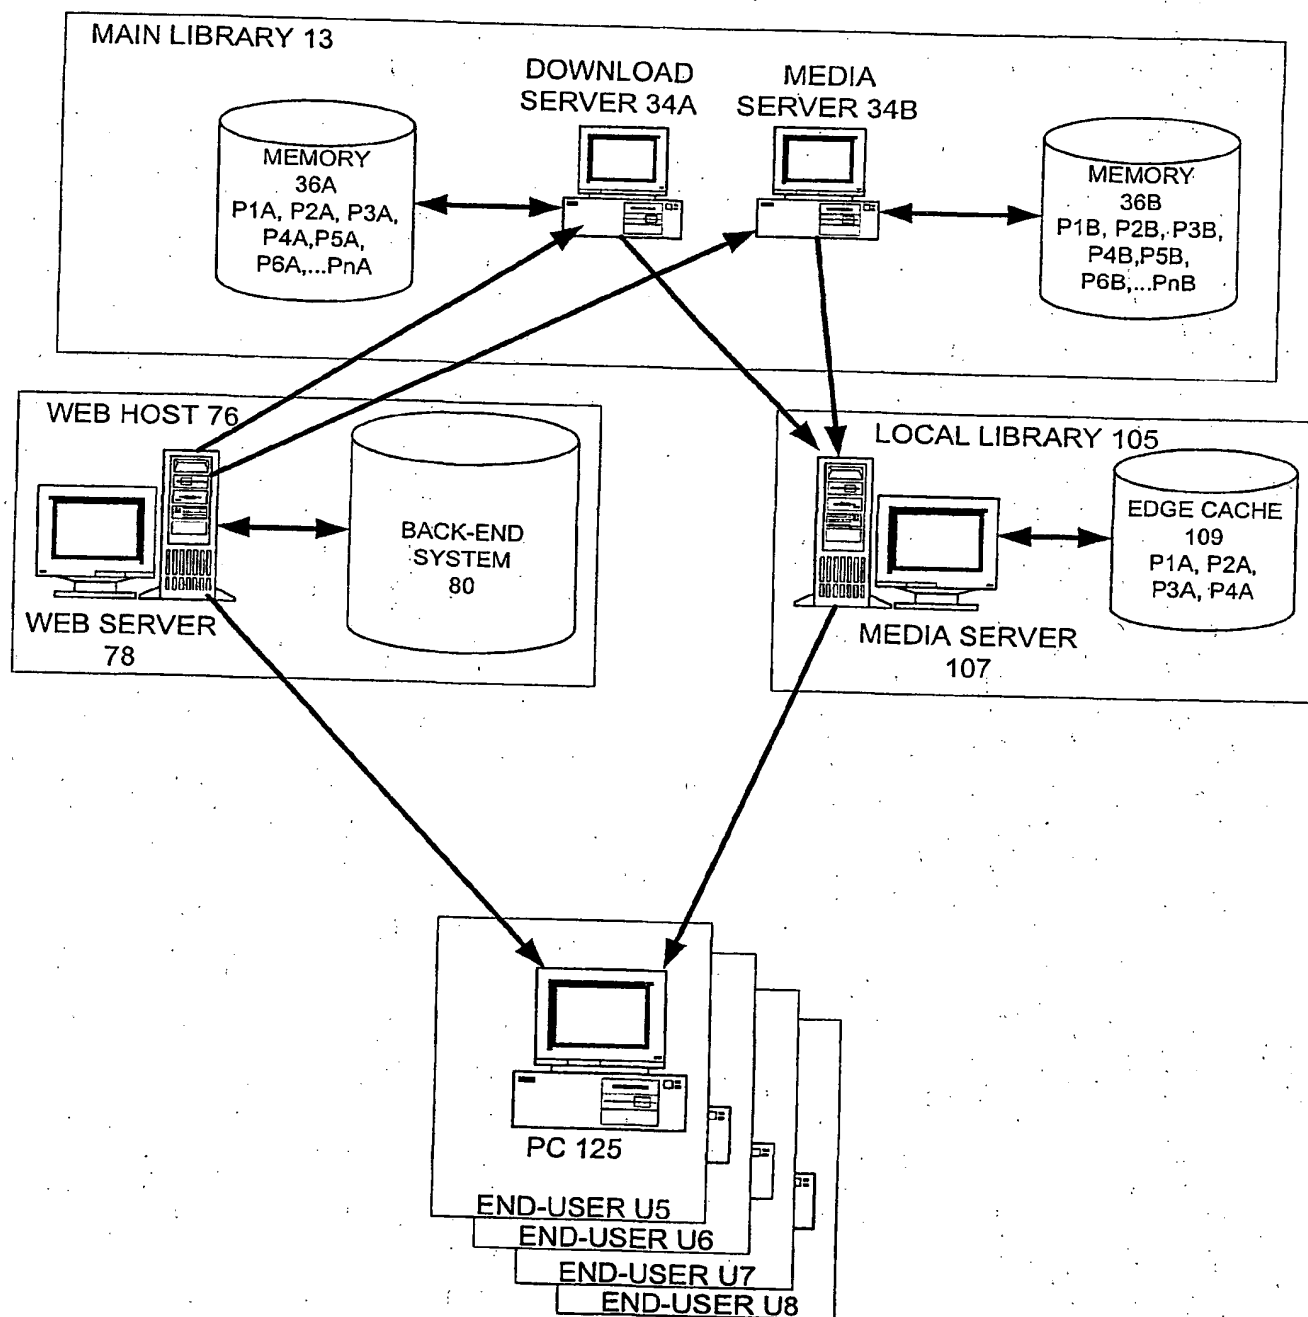 MAIN LIBRARY 13
DOWNLOAD
SERVER 34A
MEDIA
SERVER 34B
MEMORY
36A
P1A, P2A, P3A,
P4A,P5A,
P6A,...PnA
MEMORY
36B
P1B, P2B, P3B,
P4B,P5B,
P6B,...PnB
WEB HOST 76
BACK-END
SYSTEM
80
WEB SERVER
78
LOCAL LIBRARY 105
EDGE CACHE
109
P1A, P2A,
P3A, P4A
MEDIA SERVER
107
PC 125
END-USER U5
END-USER U6
END-USER U7
END-USER U8